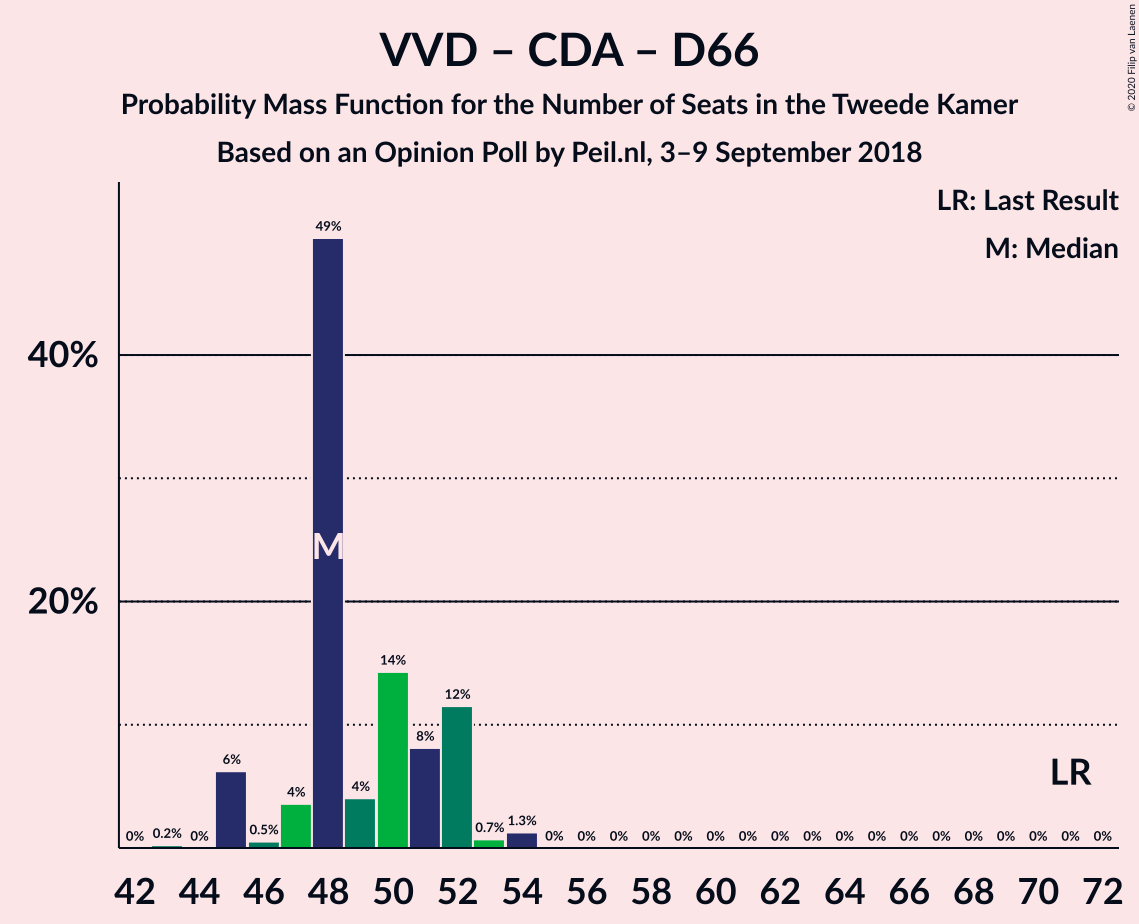 VVD – CDA – D66
Probability Mass Function for the Number of Seats in the Tweede Kamer
Based on an Opinion Poll by Peil.nl, 3–9 September 2018
© 2020 Filip van Laenen
LR: Last Result
M: Median
40%
20%
0% 0.2% 0% 6% 0.5% 4% 49% 4% 14% 8% 12% 0.7% 1.3% 0% 0% 0% 0% 0% 0% 0% 0% 0% 0% 0% 0% 0% 0% 0% 0% 0% 0%
M
LR
42 44 46 48 50 52 54 56 58 60 62 64 66 68 70 72